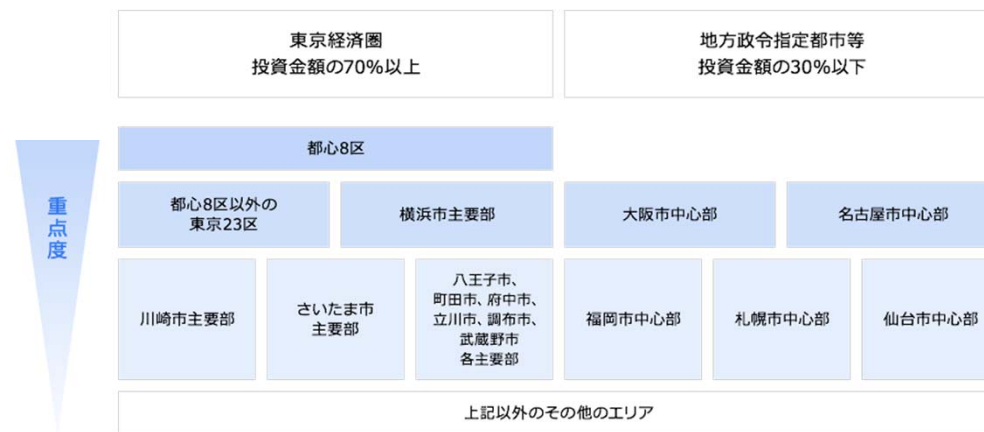 東京経済圏
投資金額の70%以上
地方政令指定都市等
投資金額の30%以下
重点度
都心8区
都心8区以外の
東京23区
横浜市主要部
大阪市中心部
名古屋市中心部
川崎市主要部
さいたま市
主要部
八王子市、
町田市、府中市、
立川市、調布市、
武蔵野市
各主要部
福岡市中心部
札幌市中心部
仙台市中心部
上記以外のその他のエリア